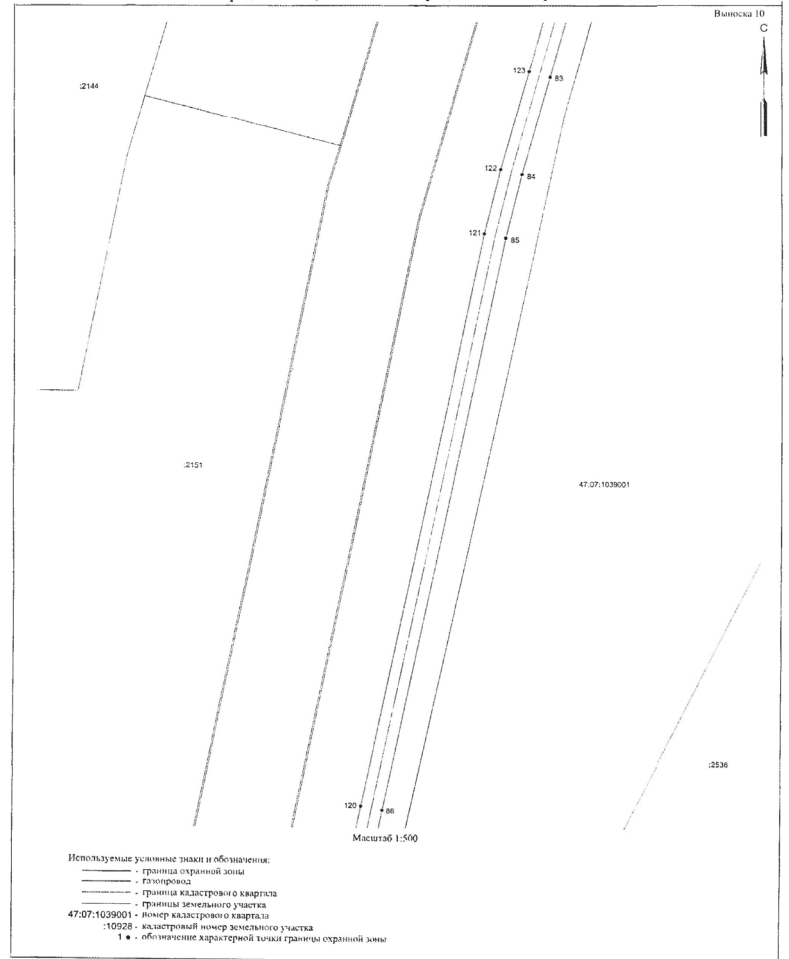 Выноска 10
С
:2144
123
83
122
84
121
85
:2151
47:07:1039001
:2536
120
86
Масштаб 1:500
Используемые условные знаки и обозначения:
- граница охранной зоны
- газопровод
- граница кадастрового квартала
- границы земельного участка
47:07:1039001 - номер кадастрового квартала
:10928 - кадастровый номер земельного участка
1 • - обозначение характерной точки границы охранной зоны